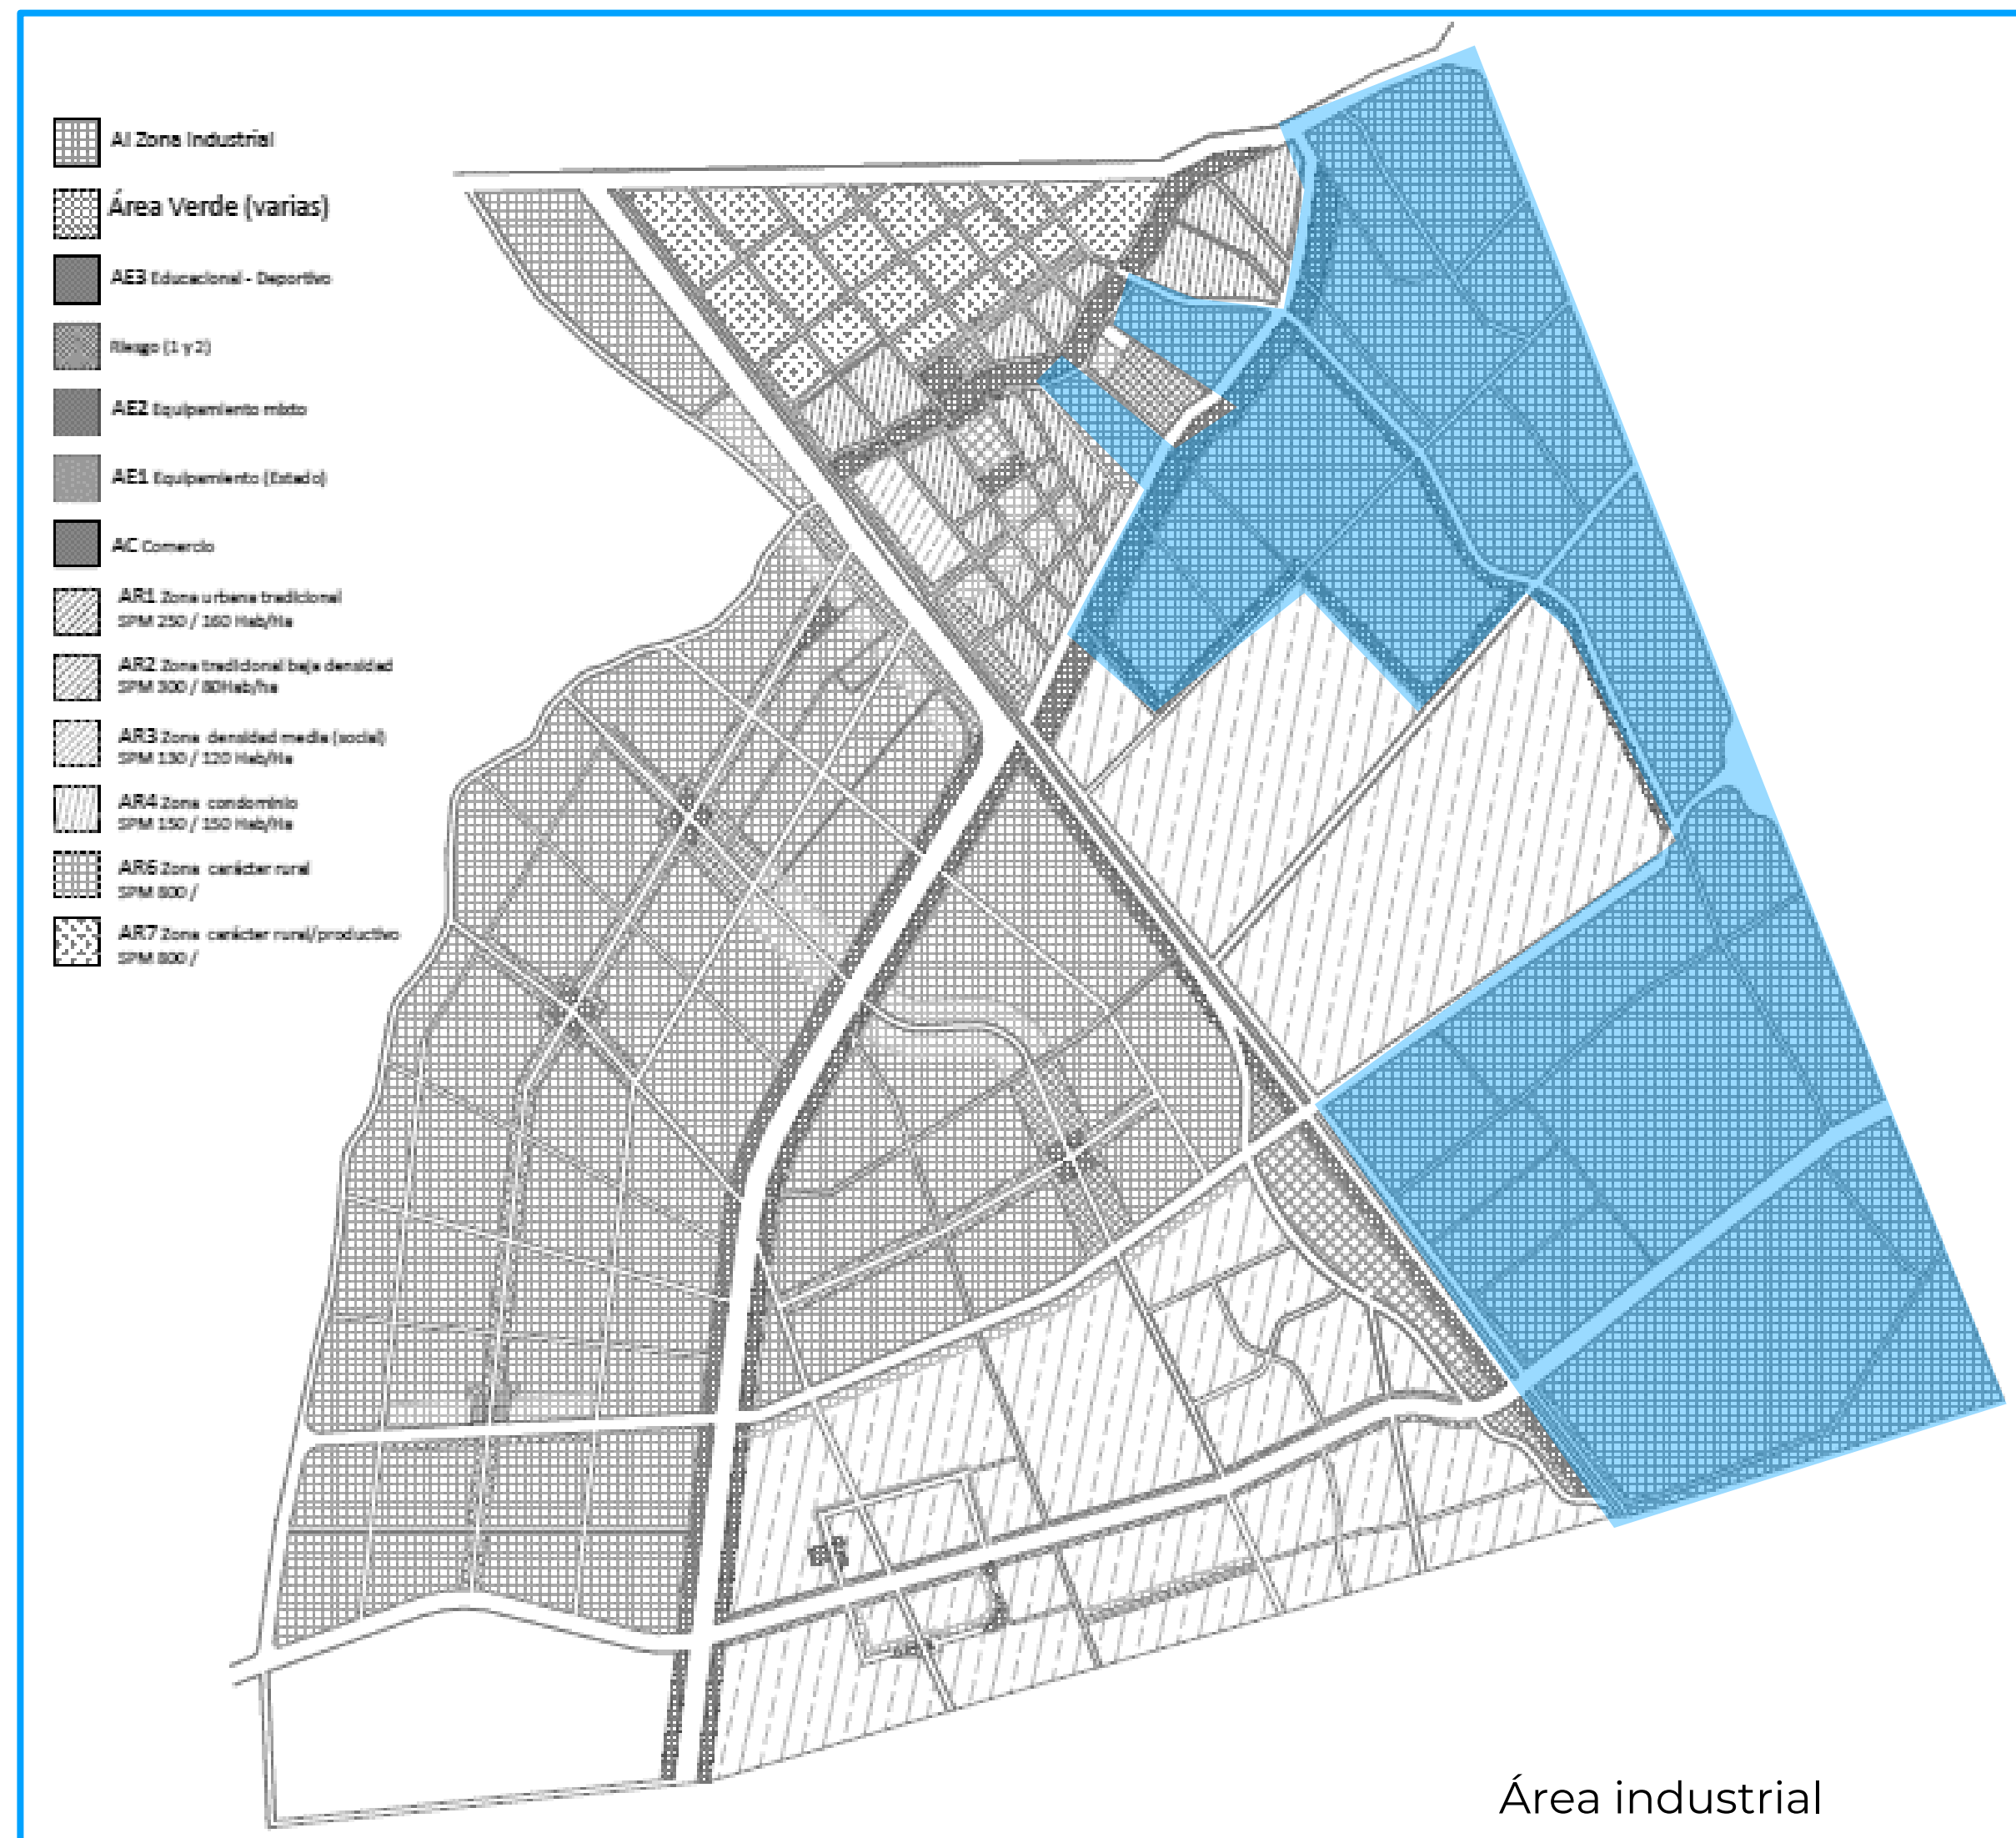 AI Zona Industrial
Área Verde (varias)
AE3 Educacional - Deportivo
Riesgo (1 y 2)
AE2 Equipamiento mixto
AE1 Equipamiento (Estado)
AC Comercio
AR1 Zona urbana tradicional
SPM 250 / 160 Hab/Ha
AR2 Zona tradicional baja densidad
SPM 300 / 80Hab/ha
AR3 Zona densidad media (social)
SPM 130 / 120 Hab/Ha
AR4 Zona condominio
SPM 150 / 150 Hab/Ha
AR6 Zona carácter rural
SPM 800 /
AR7 Zona carácter rural/productivo
SPM 800 /
Área industrial